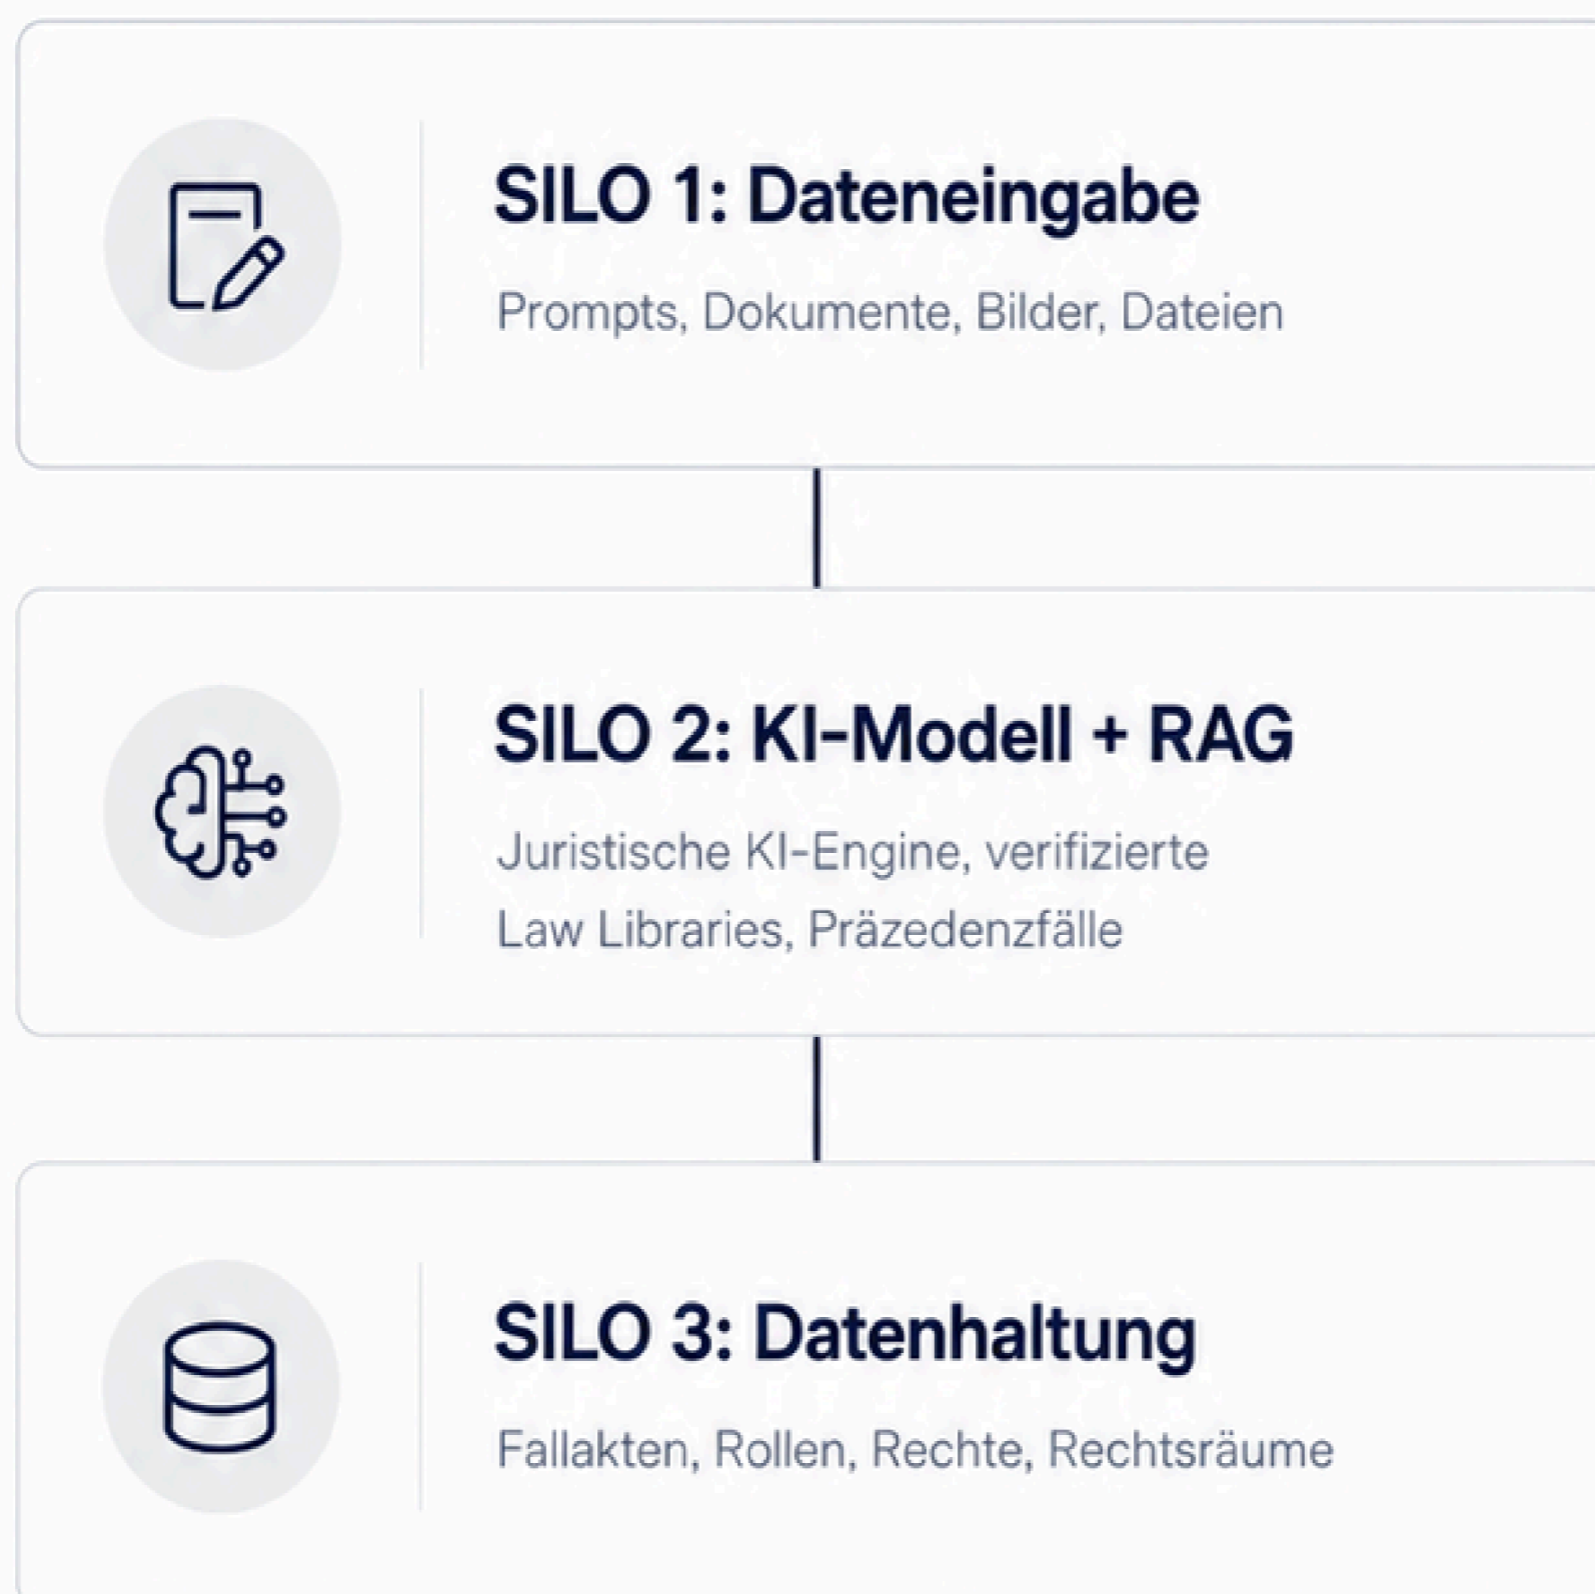 SILO 1: Dateneingabe
Prompts, Dokumente, Bilder, Dateien
SILO 2: KI-Modell + RAG
Juristische KI-Engine, verifizierte
Law Libraries, Präzedenzfälle
SILO 3: Datenhaltung
Fallakten, Rollen, Rechte, Rechtsräume